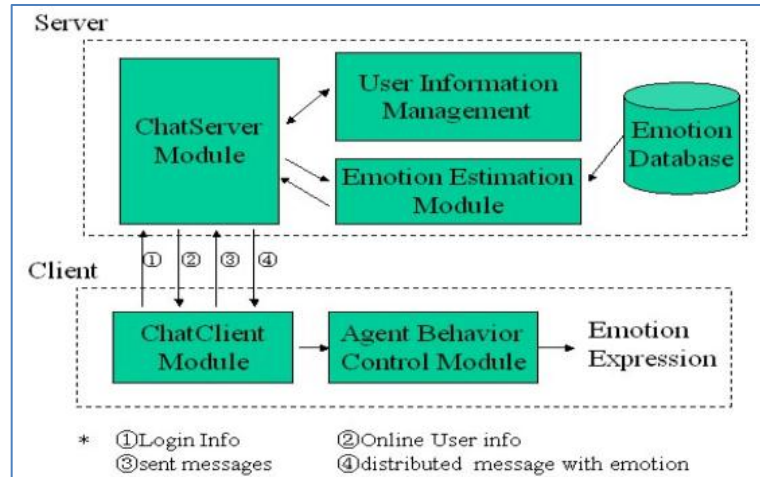 Server
ChatServer
Module
User Information
Management
Emotion Estimation
Module
Emotion
Database
① ② ③ ④
Client
ChatClient
Module
Agent Behavior
Control Module
Emotion
Expression
* ①Login Info ②Online User info
③sent messages ④distributed message with emotion